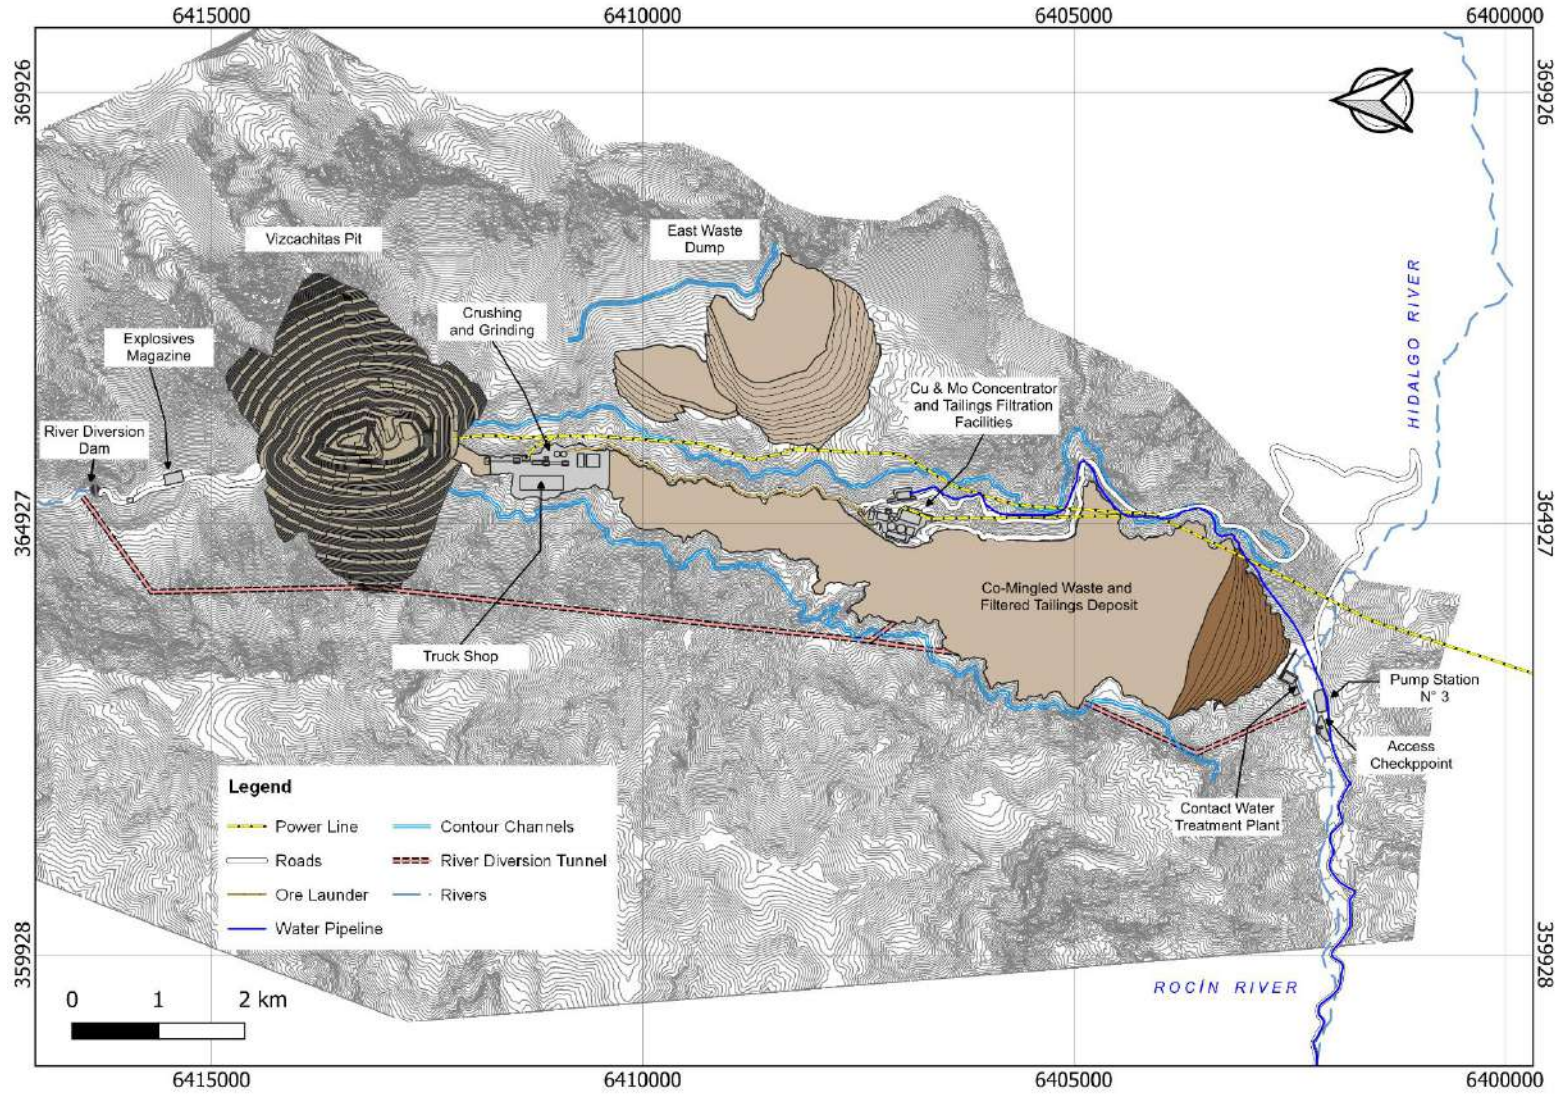 6415000
6410000
6405000
6400000
369926
369926
Vizcachitas Pit
East Waste
Dump
Crushing
and Grinding
Explosives
Magazine
HIDALGO RIVER
Cu & Mo Concentrator
and Tailings Filtration
Facilities
River Diversion
Dam
364927
364927
Co-Mingled Waste and
Filtered Tailings Deposit
Truck Shop
Pump Station
N° 3
Access
Checkppoint
Contact Water
Treatment Plant
Legend
Power Line
Contour Channels
Roads
River Diversion Tunnel
Ore Launder
Rivers
Water Pipeline
359928
359928
ROCÍN RIVER
0 1 2 km
6415000
6410000
6405000
6400000